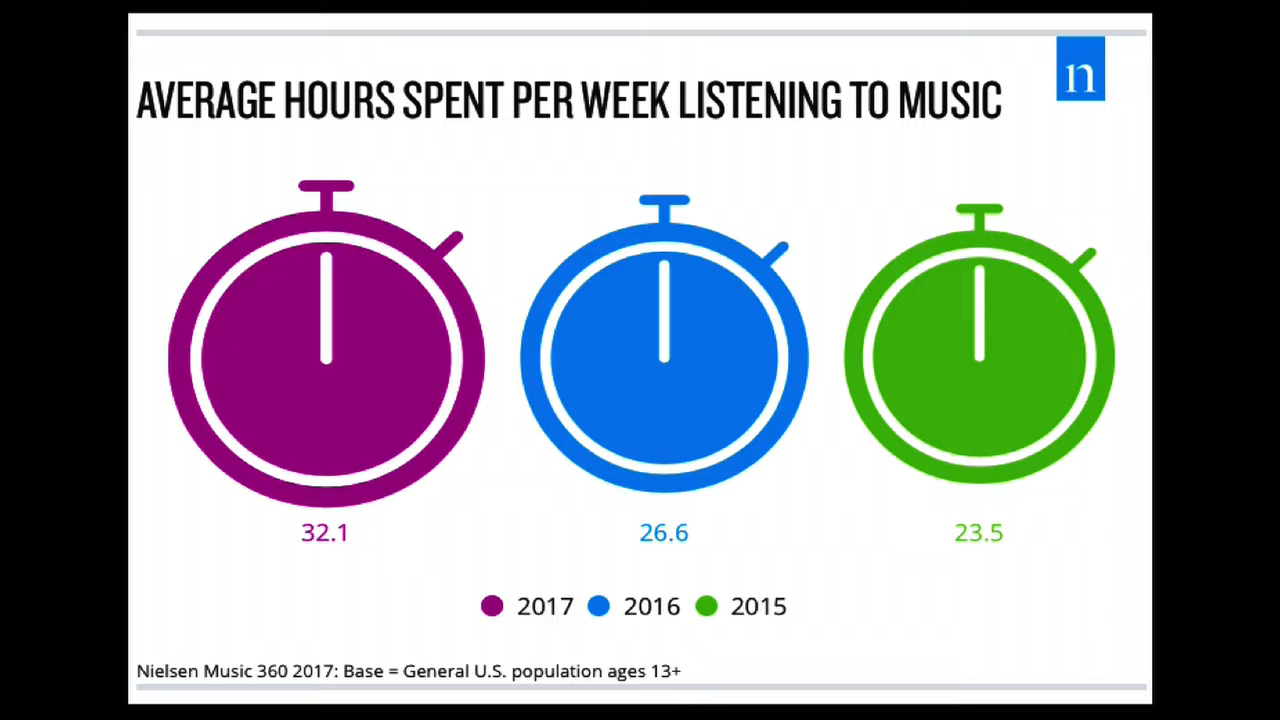 n
AVERAGE HOURS SPENT PER WEEK LISTENING TO MUSIC
32.1 26.6 23.5
2017 2016 2015
Nielsen Music 360 2017: Base = General U.S. population ages 13+